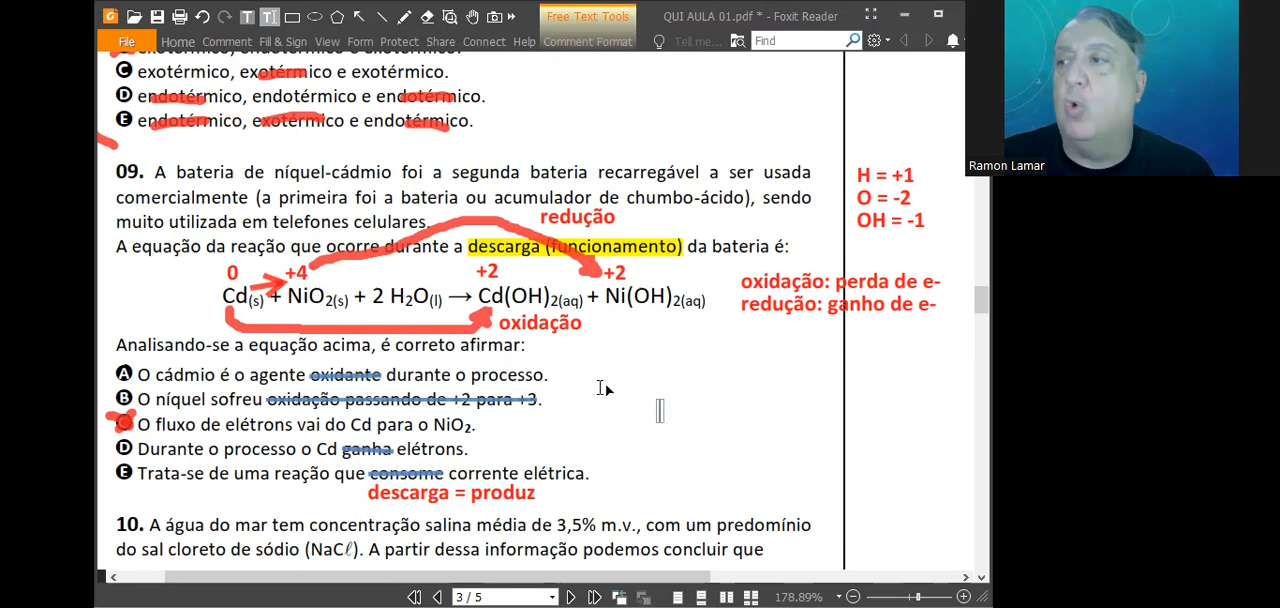 Free Text Tools
QUI AULA 01.pdf * - Foxit Reader
File Home Comment Fill & Sign View Form Protect Share Connect Help Comment Format Tell me... Find
C exotérmico, exotérmico e exotérmico.
D endotérmico, endotérmico e endotérmico.
E endotérmico, exotérmico e endotérmico.
Ramon Lamar
09. A bateria de níquel-cádmio foi a segunda bateria recarregável a ser usada
comercialmente (a primeira foi a bateria ou acumulador de chumbo-ácido), sendo
muito utilizada em telefones celulares.
H = +1
O = -2
OH = -1
redução
A equação da reação que ocorre durante a descarga (funcionamento) da bateria é:
0 +4 +2 +2
Cd(s) + NiO2(s) + 2 H2O(l) → Cd(OH)2(aq) + Ni(OH)2(aq)
oxidação
oxidação: perda de e-
redução: ganho de e-
Analisando-se a equação acima, é correto afirmar:
A O cádmio é o agente oxidante durante o processo.
B O níquel sofreu oxidação passando de +2 para +3.
O fluxo de elétrons vai do Cd para o NiO₂.
D Durante o processo o Cd ganha elétrons.
E Trata-se de uma reação que consome corrente elétrica.
descarga = produz
10. A água do mar tem concentração salina média de 3,5% m.v., com um predomínio
do sal cloreto de sódio (NaCℓ). A partir dessa informação podemos concluir que
3 / 5
178.89%